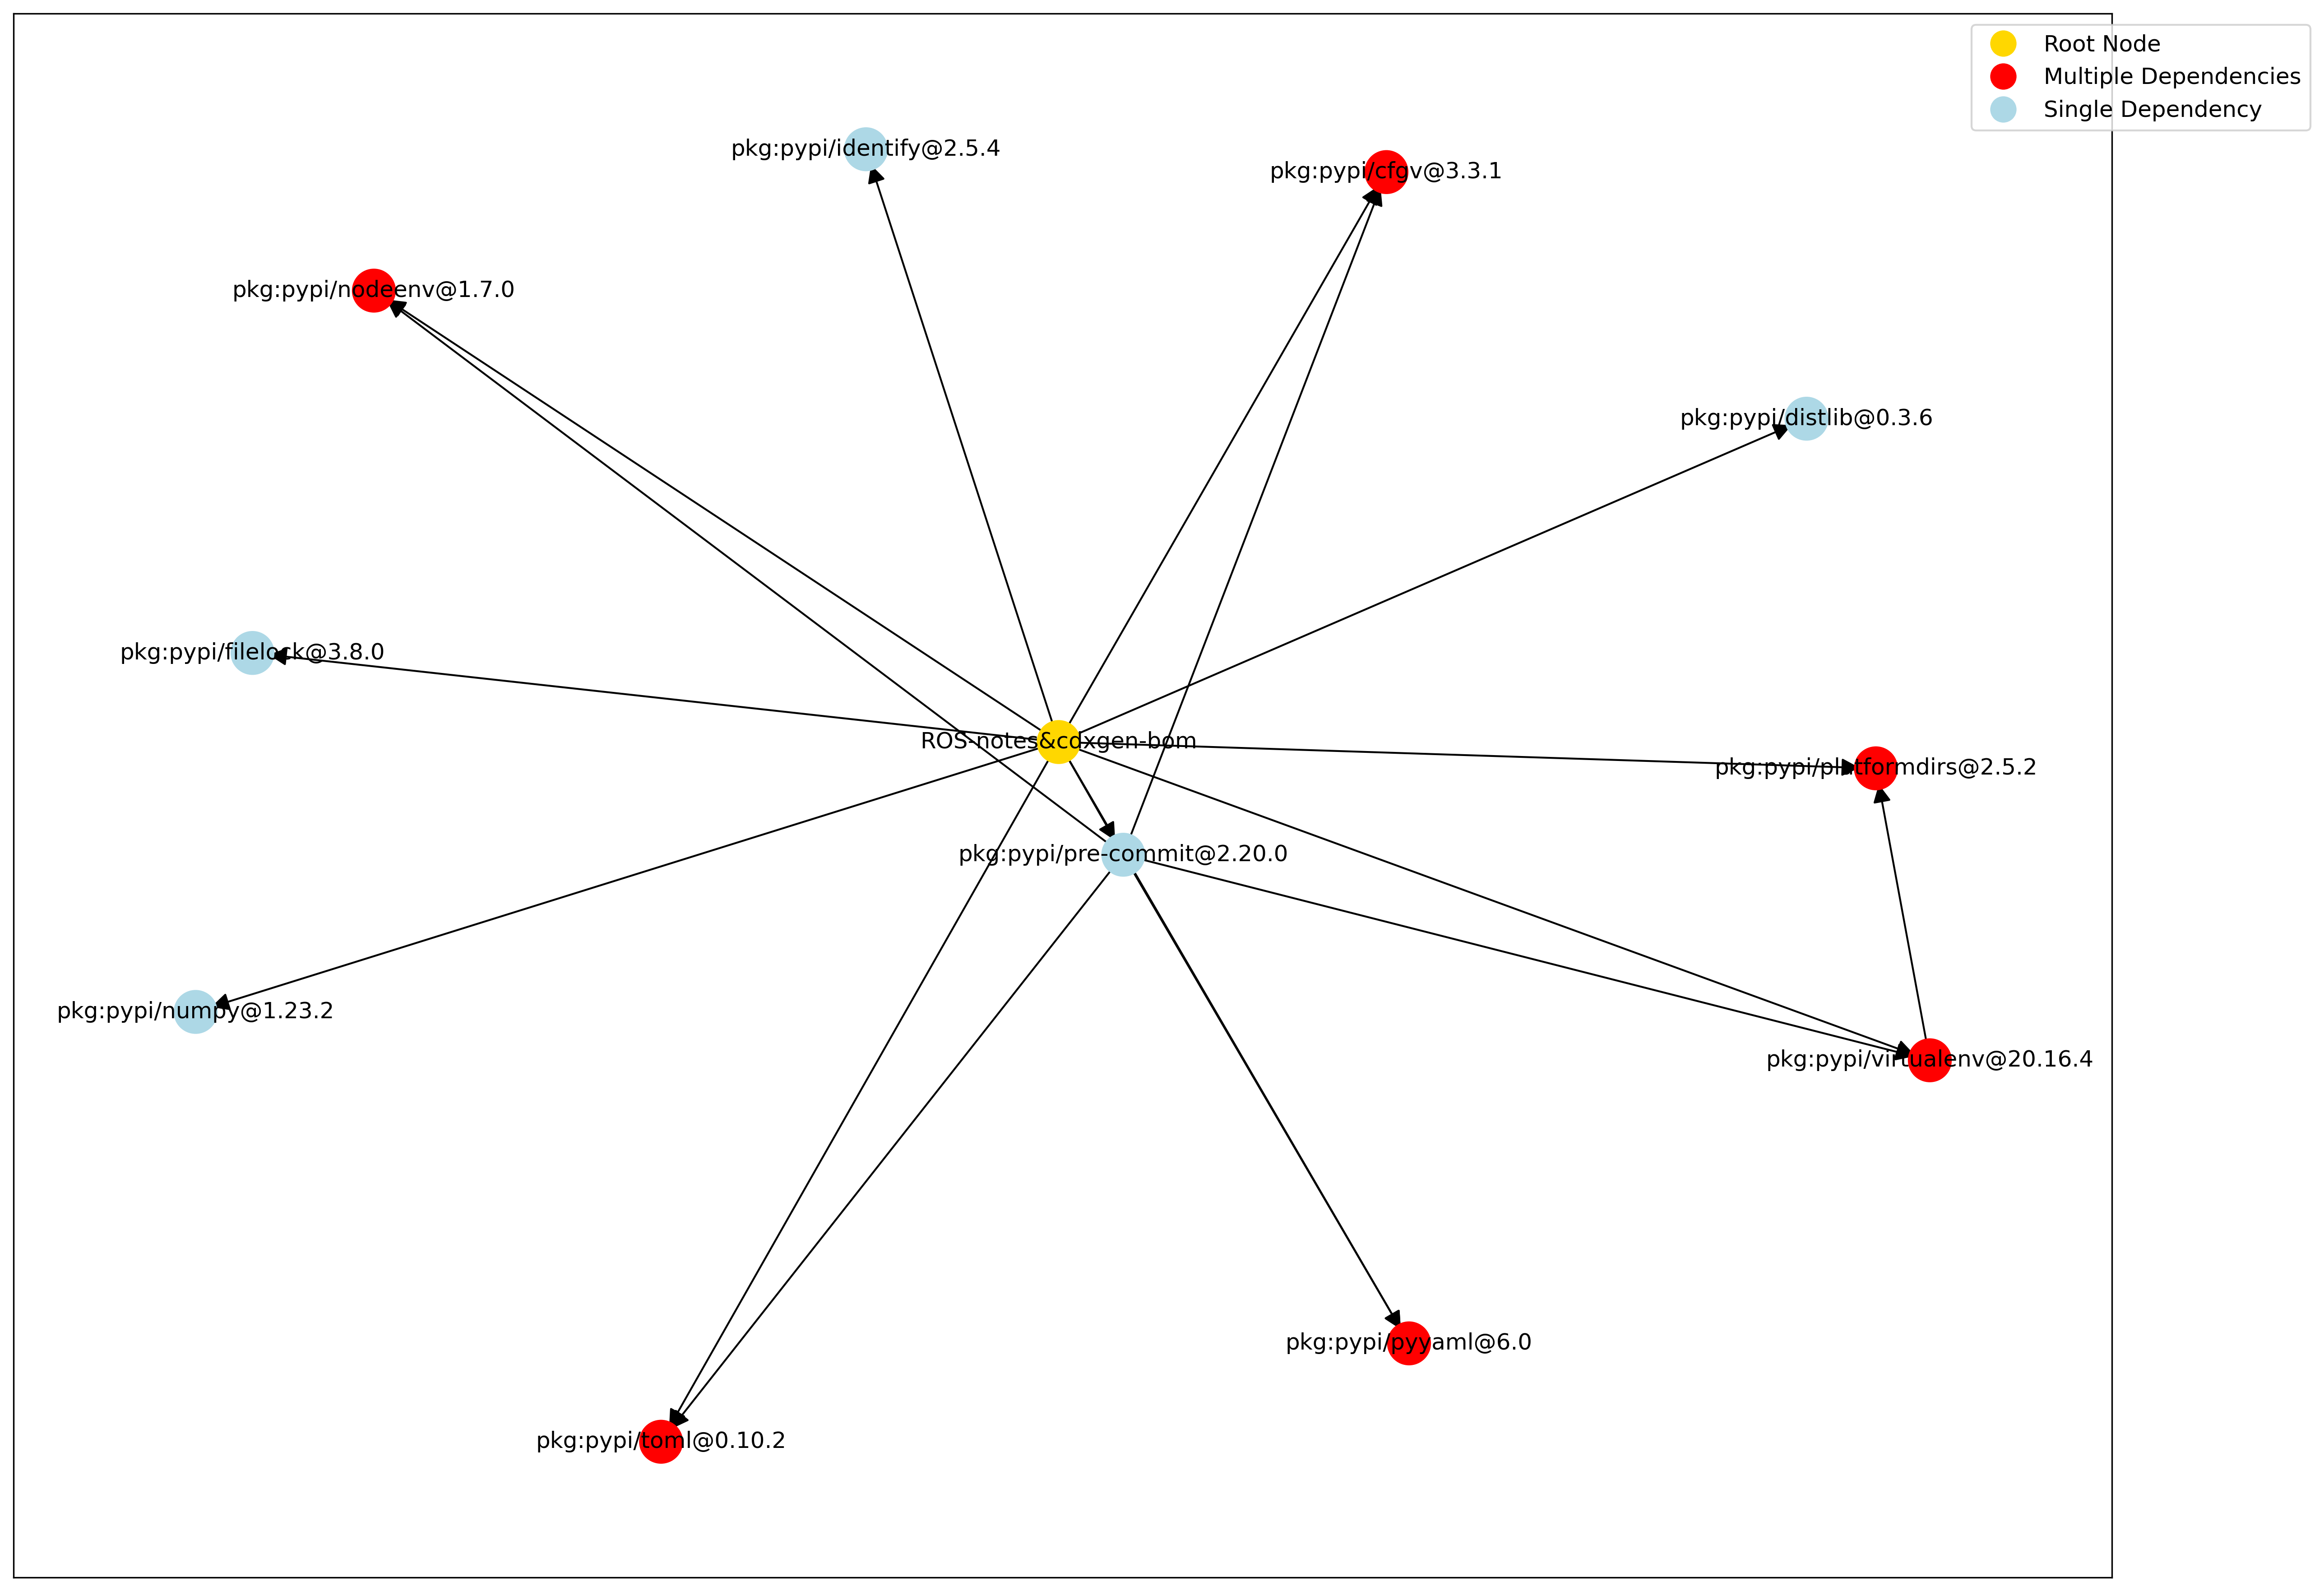 Root Node
Multiple Dependencies
Single Dependency
pkg:pypi/identify@2.5.4
pkg:pypi/cfgv@3.3.1
pkg:pypi/nodeenv@1.7.0
pkg:pypi/distlib@0.3.6
pkg:pypi/filelock@3.8.0
ROS-notes&cdxgen-bom
pkg:pypi/platformdirs@2.5.2
pkg:pypi/pre-commit@2.20.0
pkg:pypi/numpy@1.23.2
pkg:pypi/virtualenv@20.16.4
pkg:pypi/pyyaml@6.0
pkg:pypi/toml@0.10.2